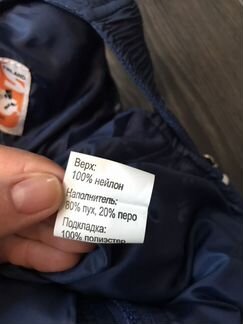 Верх:
100% нейлон
Наполнитель:
80% пух, 20% перо
Подкладка:
100% полиэстер